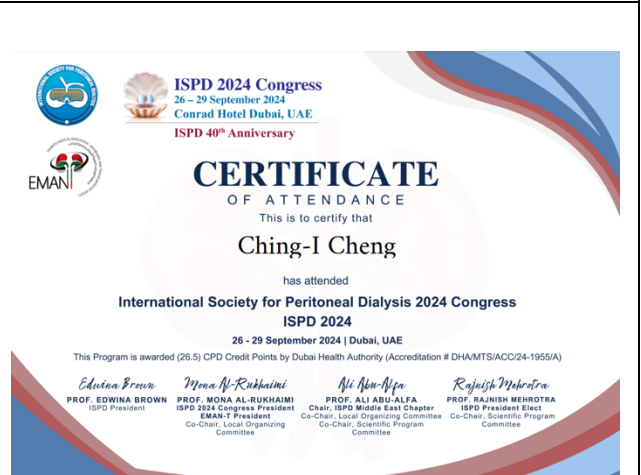 INTERNATIONAL SOCIETY FOR PERITONEAL DIALYSIS
ISPD 2024 Congress
26 – 29 September 2024
Conrad Hotel Dubai, UAE
ISPD 40th Anniversary
EMAN
CERTIFICATE
OF ATTENDANCE
This is to certify that
Ching-I Cheng
has attended
International Society for Peritoneal Dialysis 2024 Congress
ISPD 2024
26 - 29 September 2024 | Dubai, UAE
This Program is awarded (26.5) CPD Credit Points by Dubai Health Authority (Accreditation # DHA/MTS/ACC/24-1955/A)
Edwina Brown
PROF. EDWINA BROWN
ISPD President
Mona Al-Rukhaimi
PROF. MONA AL-RUKHAIMI
ISPD 2024 Congress President
EMAN-T President
Co-Chair, Local Organizing
Committee
Ali Abu-Alfa
PROF. ALI ABU-ALFA
Chair, ISPD Middle East Chapter
Co-Chair, Local Organizing Committee
Co-Chair, Scientific Program
Committee
Rajnish Mehrotra
PROF. RAJNISH MEHROTRA
ISPD President Elect
Co-Chair, Scientific Program
Committee